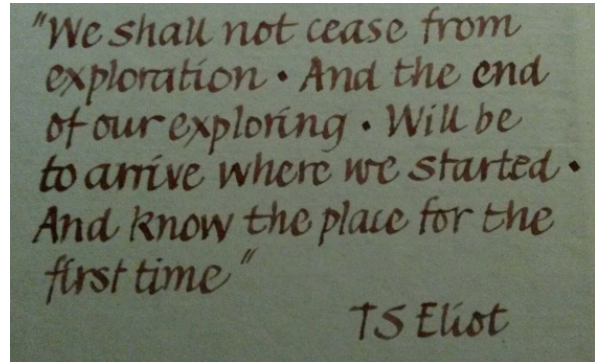 "We shall not cease from
exploration · And the end
of our exploring · Will be
to arrive where we started ·
And know the place for the
first time"
TS Eliot